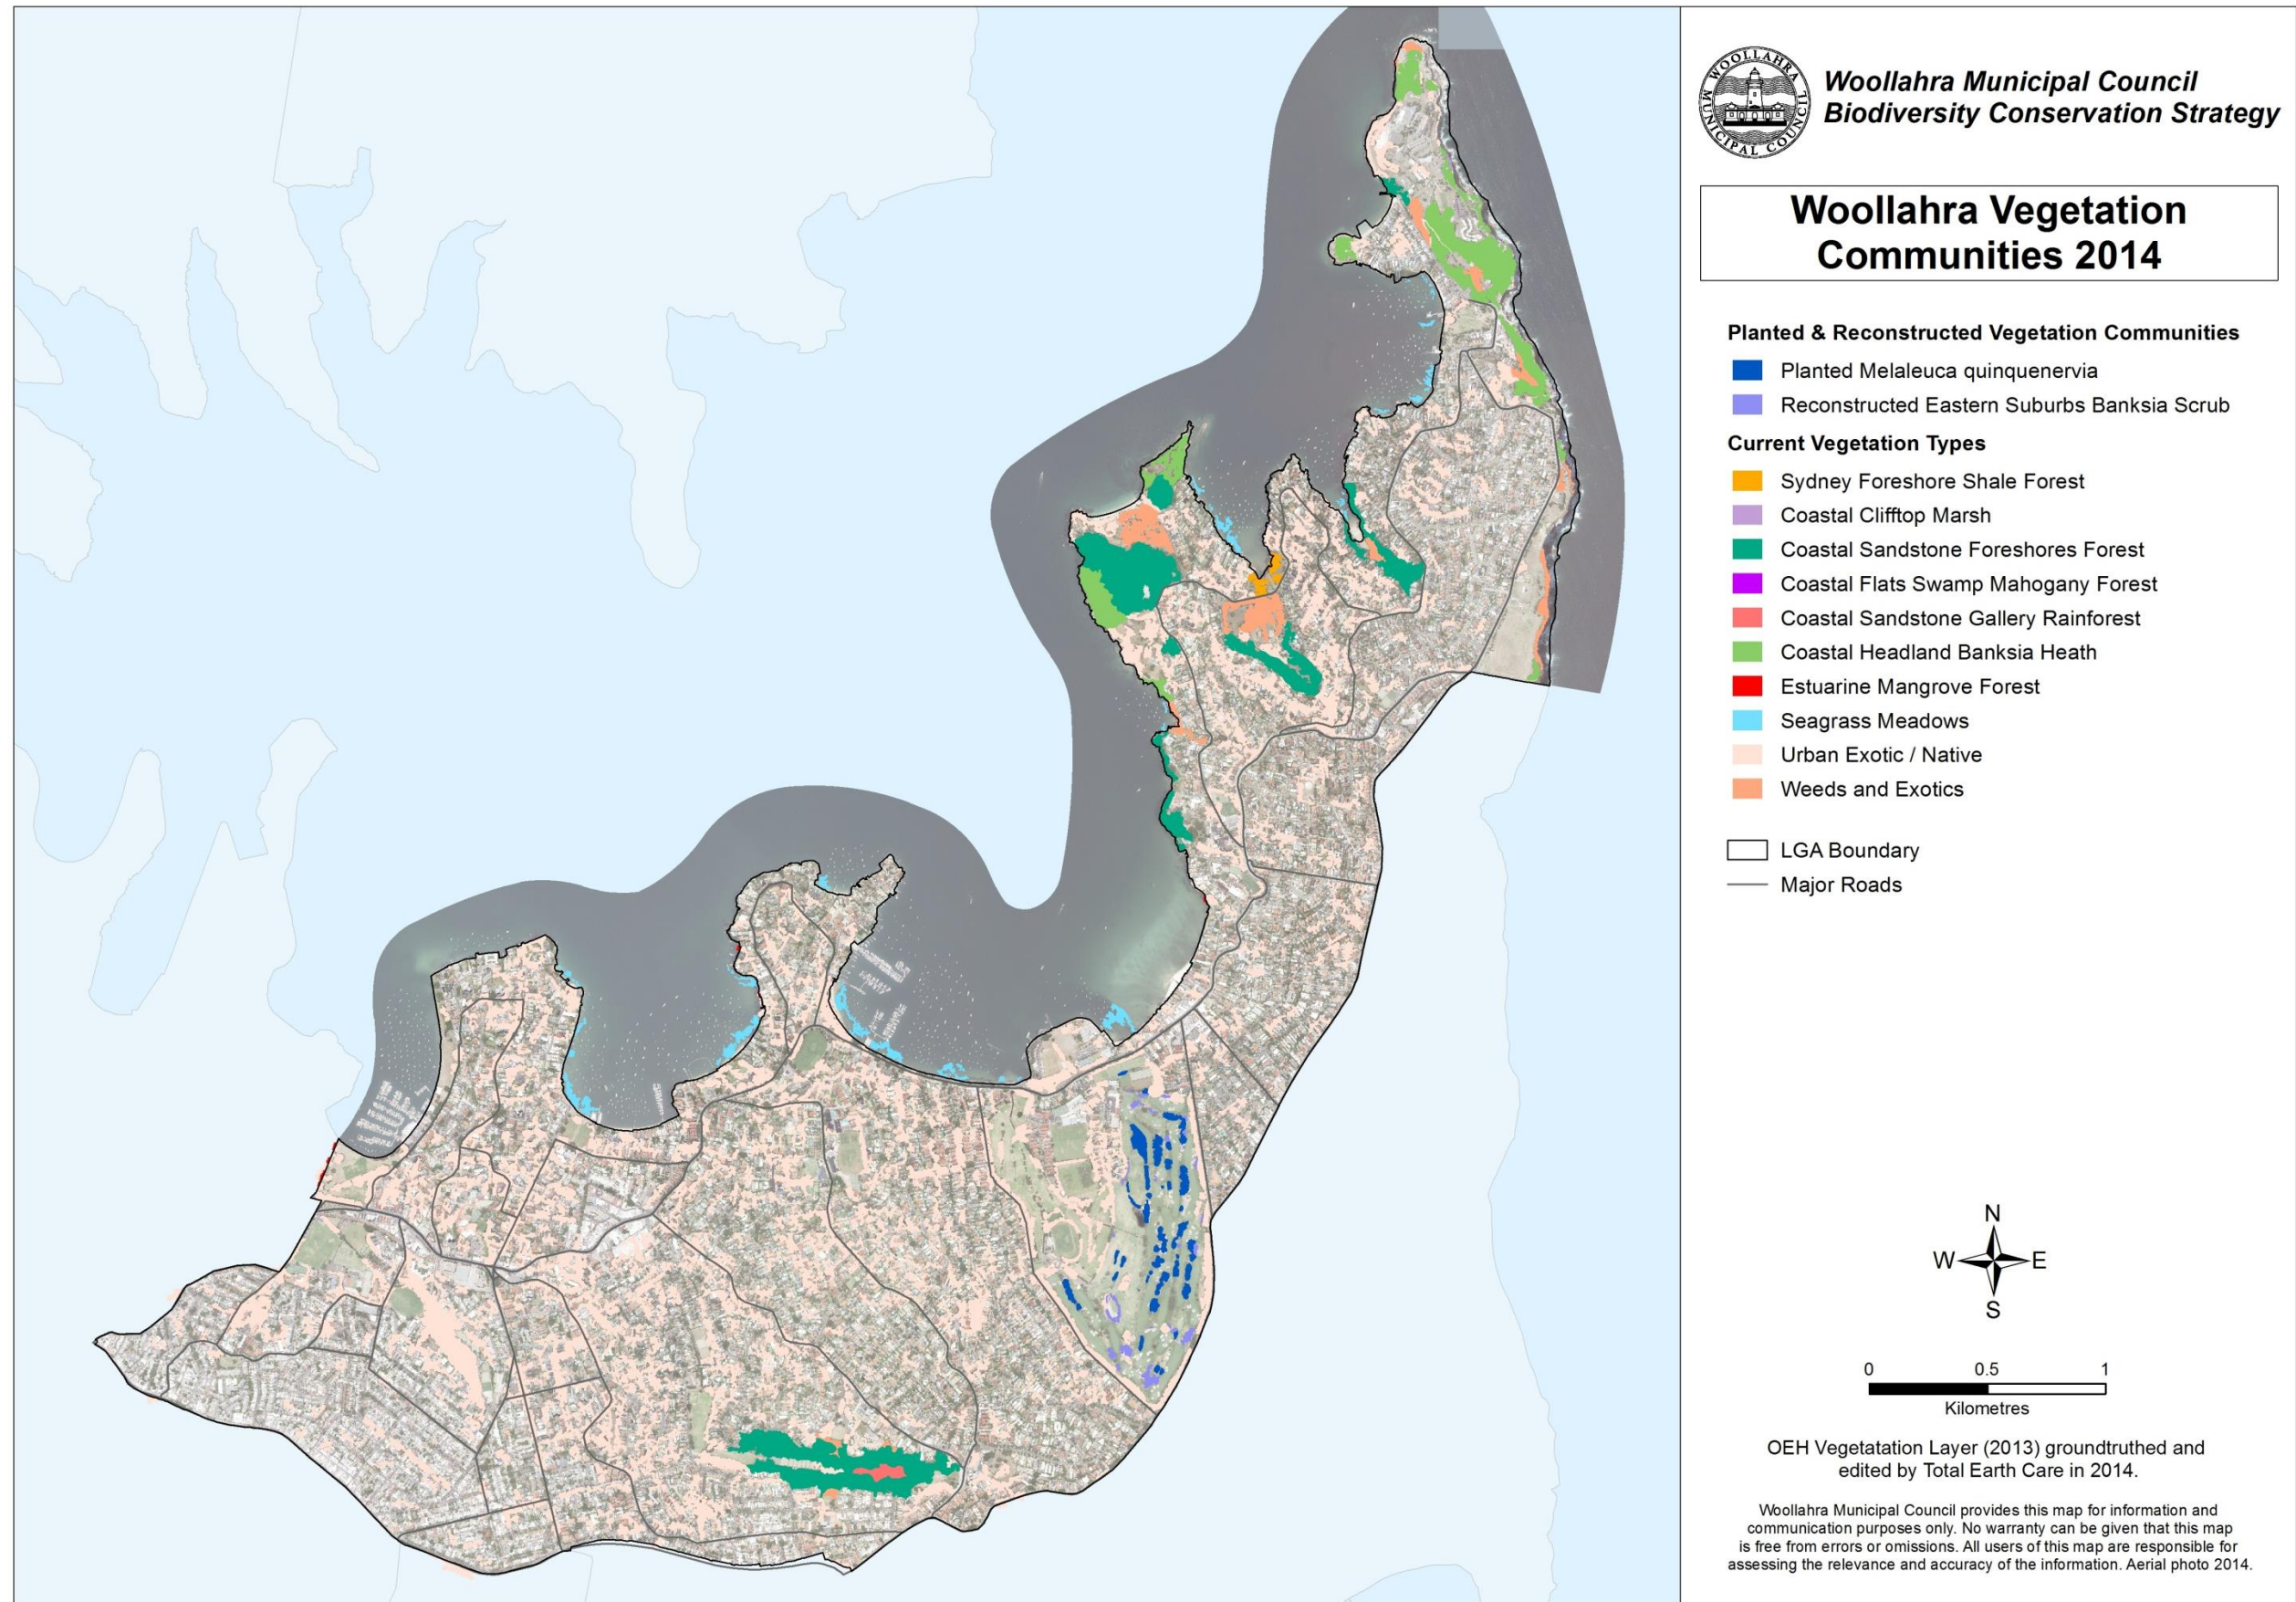 WOOLLAHRA
MUNICIPAL COUNCIL
Woollahra Municipal Council
Biodiversity Conservation Strategy
Woollahra Vegetation
Communities 2014
Planted & Reconstructed Vegetation Communities
Planted Melaleuca quinquenervia
Reconstructed Eastern Suburbs Banksia Scrub
Current Vegetation Types
Sydney Foreshore Shale Forest
Coastal Clifftop Marsh
Coastal Sandstone Foreshores Forest
Coastal Flats Swamp Mahogany Forest
Coastal Sandstone Gallery Rainforest
Coastal Headland Banksia Heath
Estuarine Mangrove Forest
Seagrass Meadows
Urban Exotic / Native
Weeds and Exotics
LGA Boundary
Major Roads
N
W E
S
0 0.5 1
Kilometres
OEH Vegetatation Layer (2013) groundtruthed and
edited by Total Earth Care in 2014.
Woollahra Municipal Council provides this map for information and
communication purposes only. No warranty can be given that this map
is free from errors or omissions. All users of this map are responsible for
assessing the relevance and accuracy of the information. Aerial photo 2014.